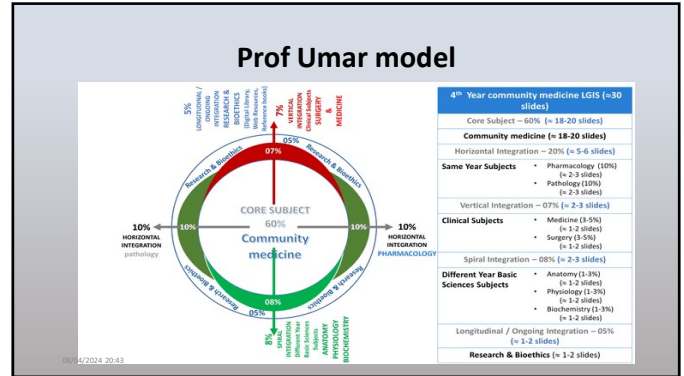 Prof Umar model
5%
LONGITUDINAL /
ONGOING
INTEGRATION
RESEARCH &
BIOETHICS
(Digital Library,
Web Resources,
Reference books)
7%
VERTICAL
INTEGRATION
Clinical Subjects
SURGERY
&
MEDICINE
05%
Research & Bioethics
Research & Bioethics
07%
CORE SUBJECT
60%
Community
medicine
10%
10%
10%
HORIZONTAL
INTEGRATION
pathology
10%
HORIZONTAL
INTEGRATION
PHARMACOLOGY
08%
Research & Bioethics
Research & Bioethics
05%
8%
SPIRAL
INTEGRATION
Different Year
Basic Sciences
Subjects
ANATOMY
PHYSIOLOGY
BIOCHEMISTRY
4th Year community medicine LGIS (≈30
slides)
Core Subject – 60% (≈ 18-20 slides)
Community medicine (≈ 18-20 slides)
Horizontal Integration – 20% (≈ 5-6 slides)
Same Year Subjects
• Pharmacology (10%)
(≈ 2-3 slides)
• Pathology (10%)
(≈ 2-3 slides)
Vertical Integration – 07% (≈ 2-3 slides)
Clinical Subjects
• Medicine (3-5%)
(≈ 1-2 slides)
• Surgery (3-5%)
(≈ 1-2 slides)
Spiral Integration – 08% (≈ 2-3 slides)
Different Year Basic
Sciences Subjects
• Anatomy (1-3%)
(≈ 1-2 slides)
• Physiology (1-3%)
(≈ 1-2 slides)
• Biochemistry (1-3%)
(≈ 1-2 slides)
Longitudinal / Ongoing Integration – 05%
(≈ 1-2 slides)
Research & Bioethics (≈ 1-2 slides)
06/04/2024 20:43